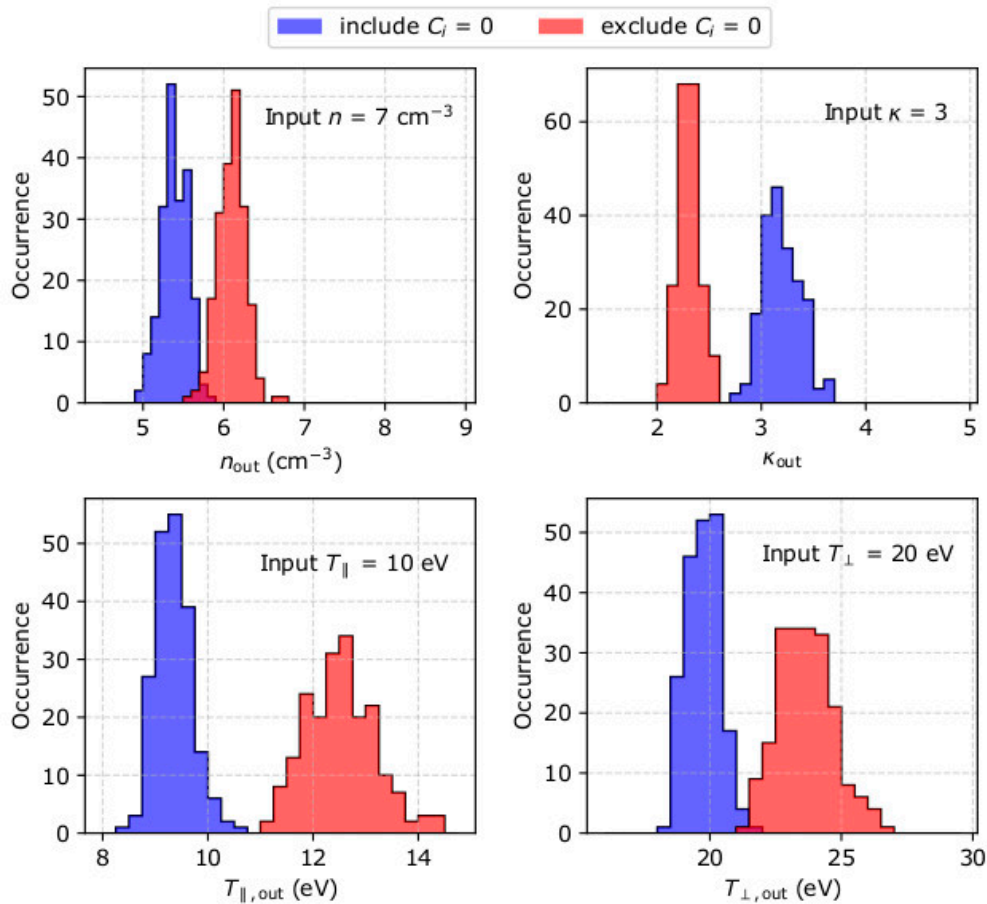 include Cᵢ = 0 exclude Cᵢ = 0
Input n = 7 cm⁻³
Occurrence
50
40
30
20
10
0
5 6 7 8 9
n_out (cm⁻³)
Input κ = 3
Occurrence
60
40
20
0
2 3 4 5
κ_out
Input T_∥ = 10 eV
Occurrence
50
40
30
20
10
0
8 10 12 14
T_∥,out (eV)
Input T_⊥ = 20 eV
Occurrence
50
40
30
20
10
0
20 25 30
T_⊥,out (eV)